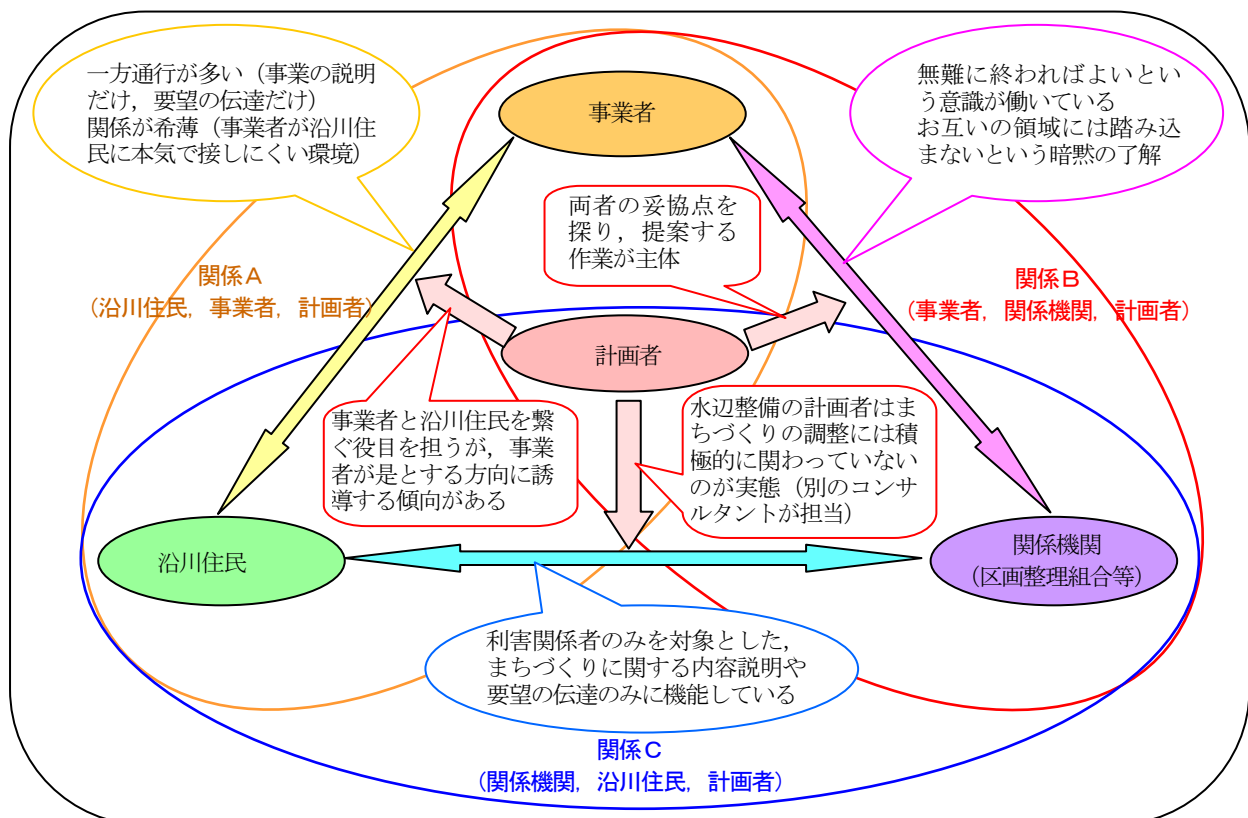 一方通行が多い（事業の説明
だけ，要望の伝達だけ）
関係が希薄（事業者が沿川住
民に本気で接しにくい環境）
事業者
無難に終わればよいとい
う意識が働いている
お互いの領域には踏み込
まないという暗黙の了解
両者の妥協点を
探り，提案する
作業が主体
関係Ａ
（沿川住民，事業者，計画者）
関係Ｂ
（事業者，関係機関，計画者）
計画者
事業者と沿川住民を繋
ぐ役目を担うが，事業
者が是とする方向に誘
導する傾向がある
水辺整備の計画者はま
ちづくりの調整には積
極的に関わっていない
のが実態（別のコンサ
ルタントが担当）
沿川住民
関係機関
（区画整理組合等）
利害関係者のみを対象とした，
まちづくりに関する内容説明や
要望の伝達のみに機能している
関係Ｃ
（関係機関，沿川住民，計画者）